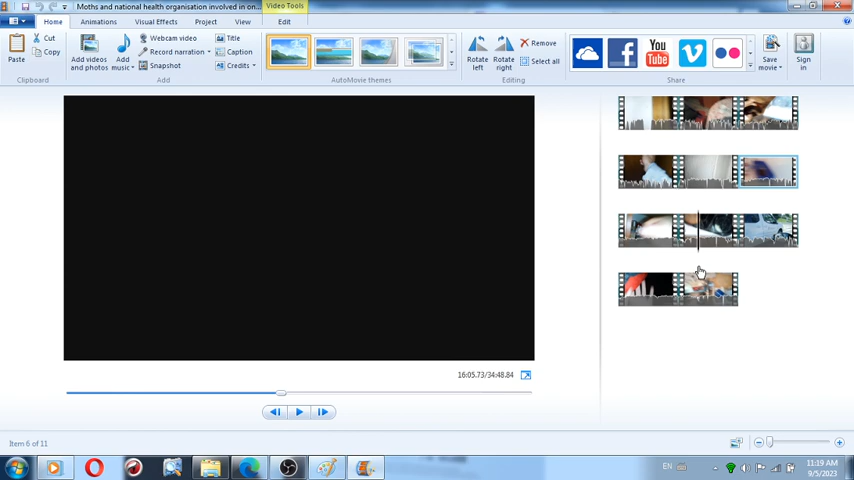 Moths and national health organisation involved in on...
Video Tools
Home
Animations
Visual Effects
Project
View
Edit
Paste
Cut
Copy
Clipboard
Add videos
and photos
Add
music
Webcam video
Record narration
Snapshot
Title
Caption
Credits
Add
AutoMovie themes
Rotate
left
Rotate
right
Remove
Select all
Editing
f
You
Tube
Share
Save
movie
Sign
in
16:05.73/34:48.84
Item 6 of 11
EN
11:19 AM
9/5/2023